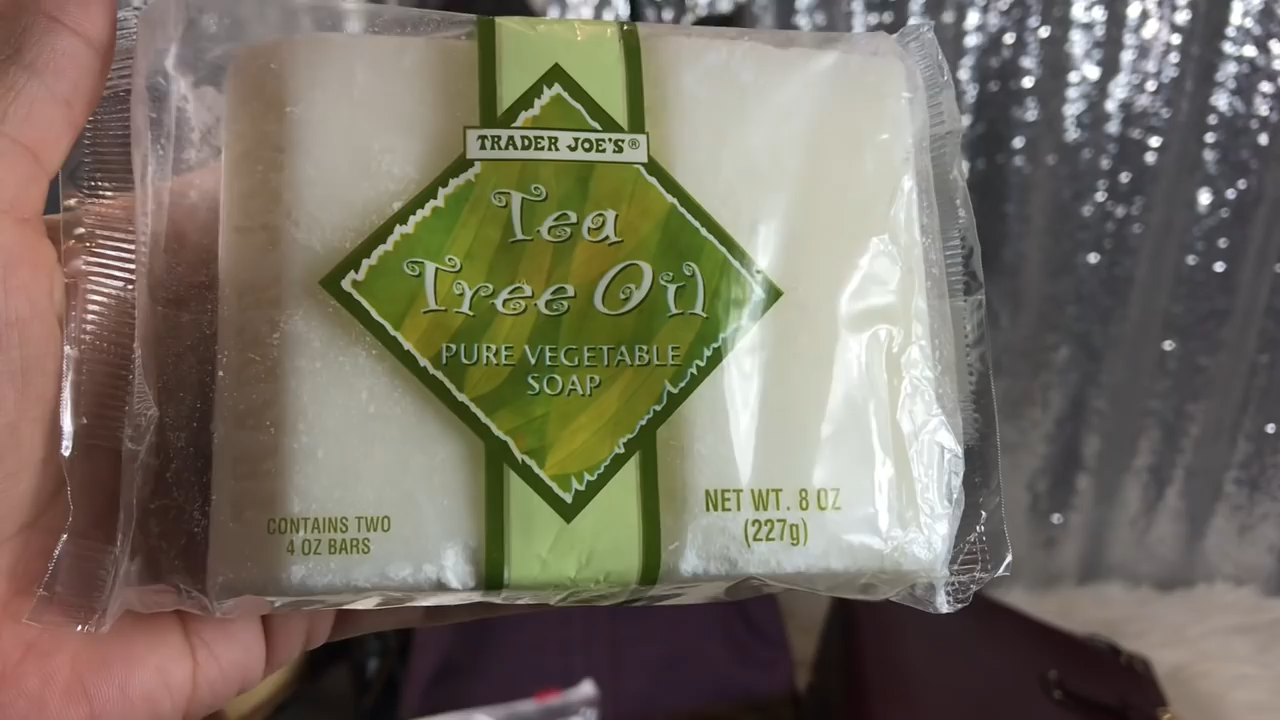 TRADER JOE'S®
Tea
Tree Oil
PURE VEGETABLE
SOAP
CONTAINS TWO
4 OZ BARS
NET WT. 8 OZ
(227g)